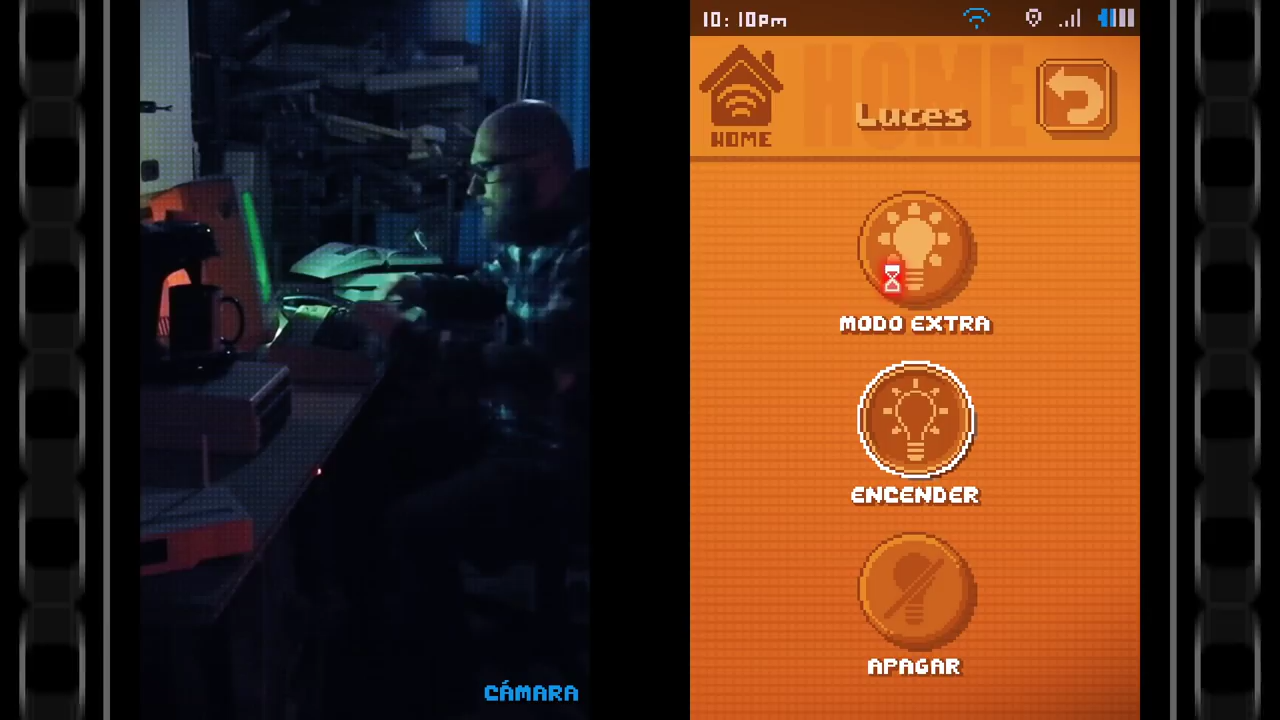 10:10pm
HOME
HOME
Luces
MODO EXTRA
ENCENDER
APAGAR
CÁMARA